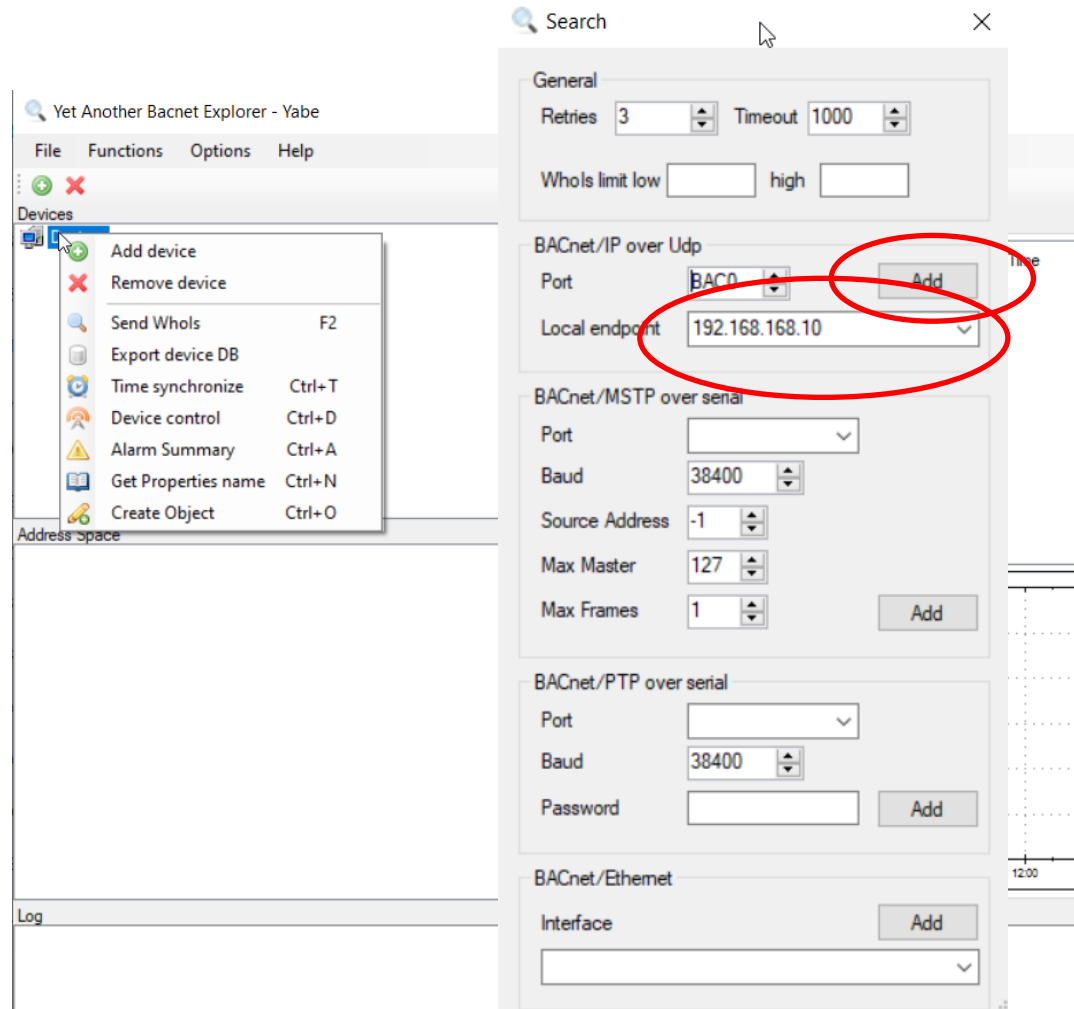 Yet Another Bacnet Explorer - Yabe
File Functions Options Help
Devices
Add device
Remove device
Send WhoIs F2
Export device DB
Time synchronize Ctrl+T
Device control Ctrl+D
Alarm Summary Ctrl+A
Get Properties name Ctrl+N
Create Object Ctrl+O
Address Space
Log
Search
General
Retries 3 Timeout 1000
WhoIs limit low high
BACnet/IP over Udp
Port BAC0 Add
Local endpoint 192.168.168.10
BACnet/MSTP over serial
Port
Baud 38400
Source Address -1
Max Master 127
Max Frames 1 Add
BACnet/PTP over serial
Port
Baud 38400
Password Add
BACnet/Ethernet
Interface Add
Time
12:00